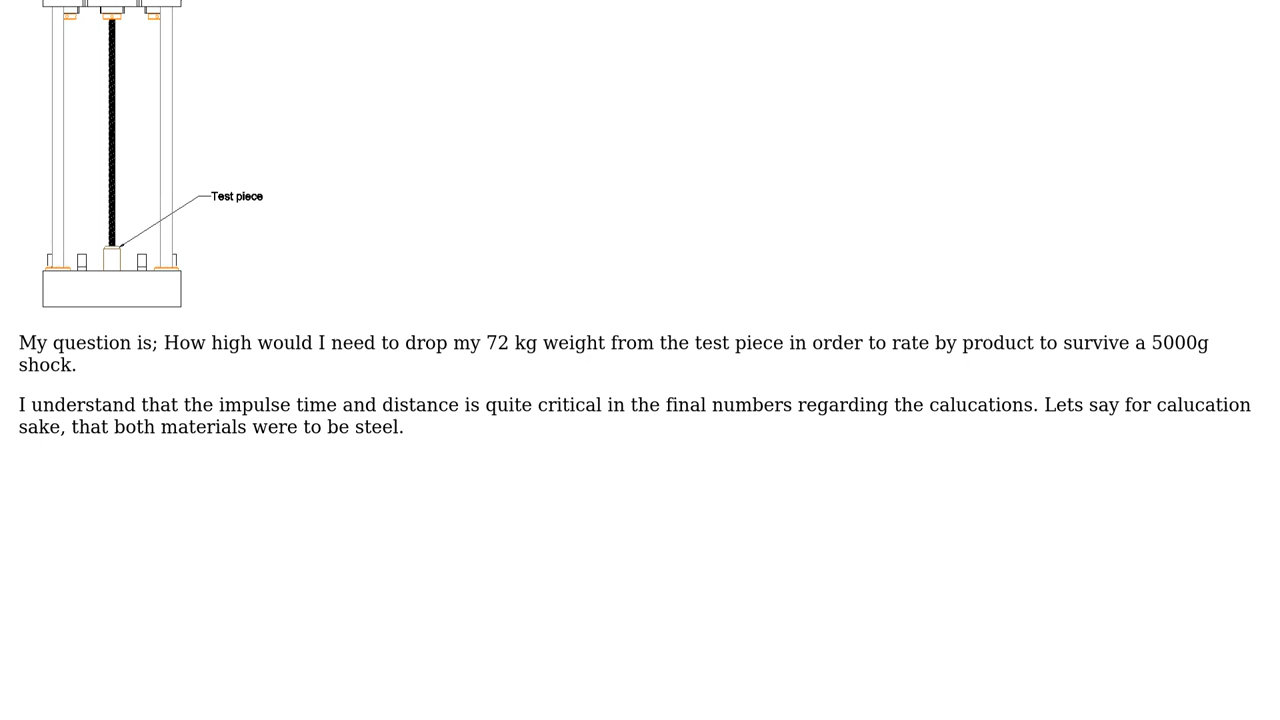 Test piece
My question is; How high would I need to drop my 72 kg weight from the test piece in order to rate by product to survive a 5000g
shock.
I understand that the impulse time and distance is quite critical in the final numbers regarding the calucations. Lets say for calucation
sake, that both materials were to be steel.